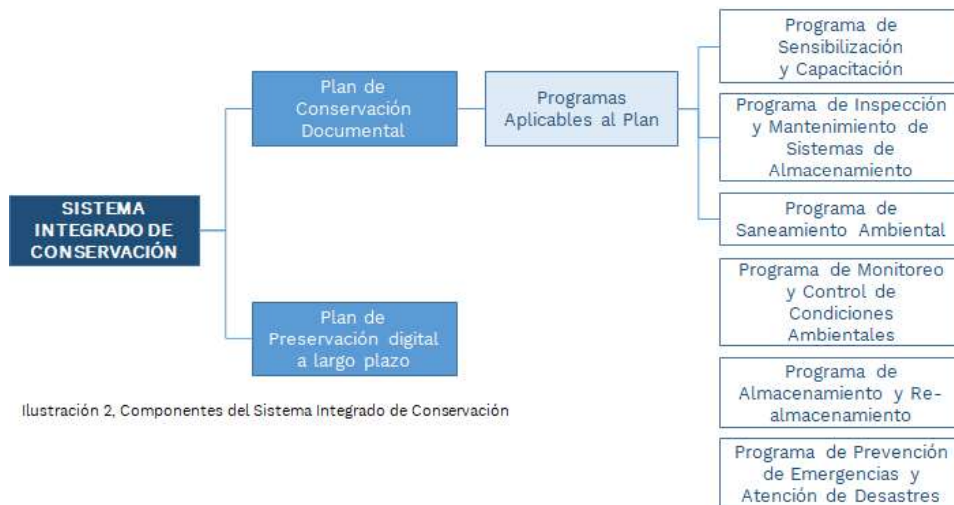 SISTEMA
INTEGRADO DE
CONSERVACIÓN
Plan de
Conservación
Documental
Programas
Aplicables al Plan
Programa de
Sensibilización
y Capacitación
Programa de Inspección
y Mantenimiento de
Sistemas de
Almacenamiento
Programa de
Saneamiento Ambiental
Programa de Monitoreo
y Control de
Condiciones
Ambientales
Programa de
Almacenamiento y Re-
almacenamiento
Programa de Prevención
de Emergencias y
Atención de Desastres
Plan de
Preservación digital
a largo plazo
Ilustración 2, Componentes del Sistema Integrado de Conservación